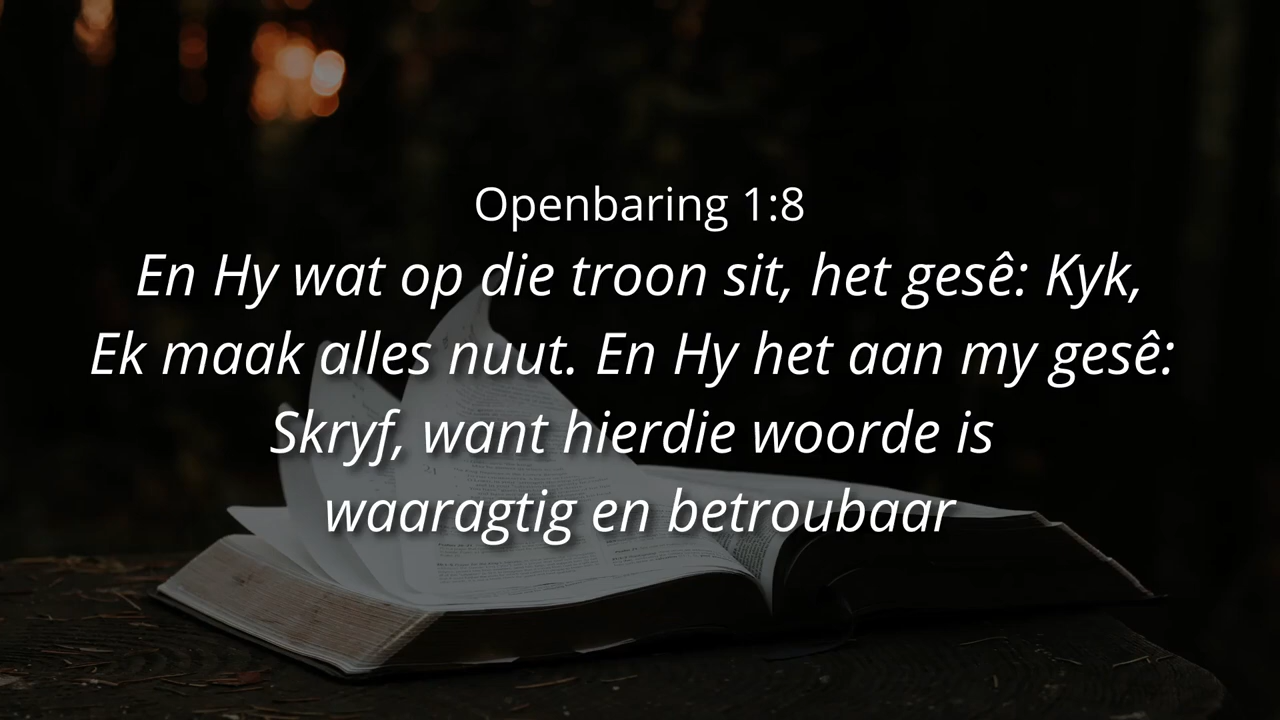 Openbaring 1:8
En Hy wat op die troon sit, het gesê: Kyk,
Ek maak alles nuut. En Hy het aan my gesê:
Skryf, want hierdie woorde is
waaragtig en betroubaar